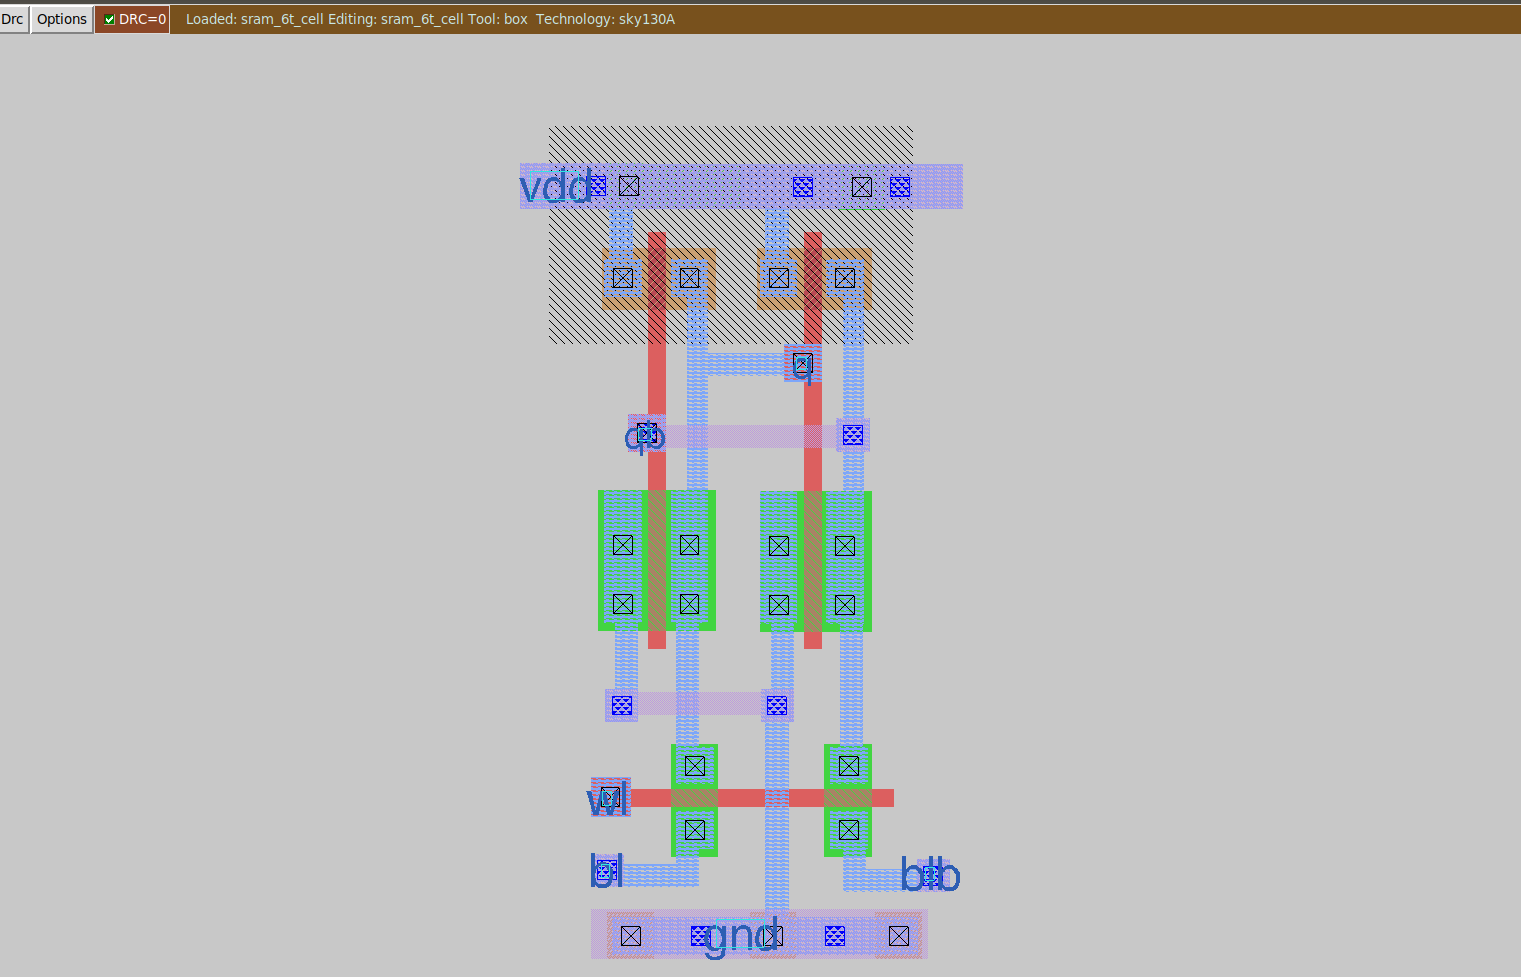 Drc Options DRC=0 Loaded: sram_6t_cell Editing: sram_6t_cell Tool: box Technology: sky130A
vdd
q
qb
wl
bl blb
gnd